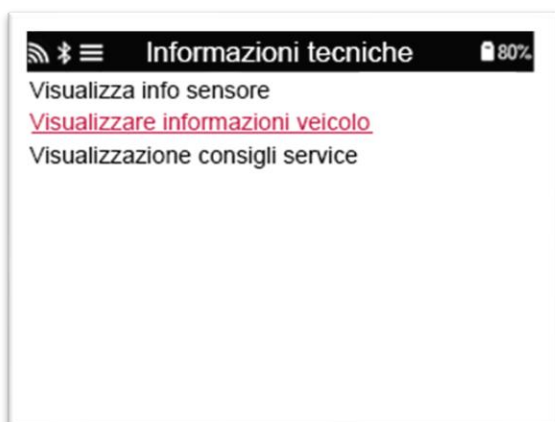 Informazioni tecniche 80%
Visualizza info sensore
Visualizzare informazioni veicolo
Visualizzazione consigli service